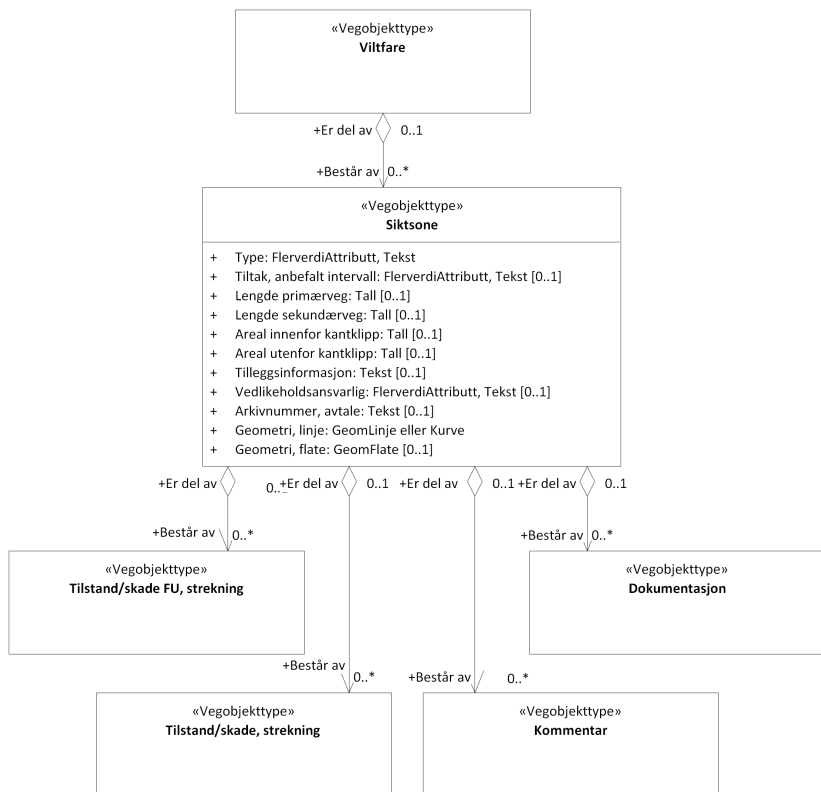 «Vegobjekttype»
Viltfare
+Er del av 0..1
+Består av 0..*
«Vegobjekttype»
Siktsone
+ Type: FlerverdiAttributt, Tekst
+ Tiltak, anbefalt intervall: FlerverdiAttributt, Tekst [0..1]
+ Lengde primærveg: Tall [0..1]
+ Lengde sekundærveg: Tall [0..1]
+ Areal innenfor kantklipp: Tall [0..1]
+ Areal utenfor kantklipp: Tall [0..1]
+ Tilleggsinformasjon: Tekst [0..1]
+ Vedlikeholdsansvarlig: FlerverdiAttributt, Tekst [0..1]
+ Arkivnummer, avtale: Tekst [0..1]
+ Geometri, linje: GeomLinje eller Kurve
+ Geometri, flate: GeomFlate [0..1]
+Er del av 0.. +Er del av 0..1 +Er del av 0..1 +Er del av 0..1
+Består av 0..* +Består av 0..*
«Vegobjekttype» «Vegobjekttype»
Tilstand/skade FU, strekning Dokumentasjon
+Består av 0..* +Består av 0..*
«Vegobjekttype» «Vegobjekttype»
Tilstand/skade, strekning Kommentar